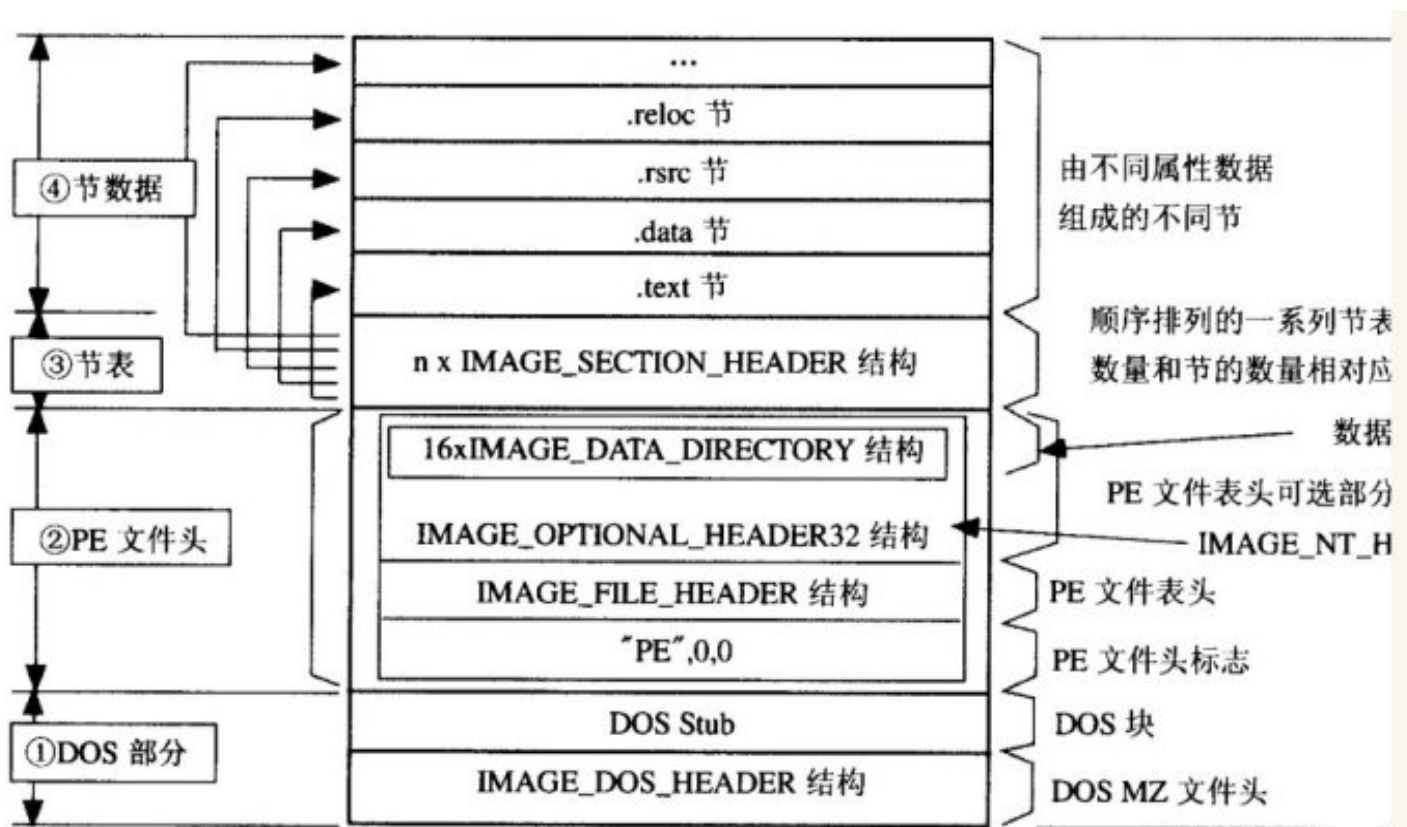 ...
.reloc 节
.rsrc 节
.data 节
.text 节
n x IMAGE_SECTION_HEADER 结构
16xIMAGE_DATA_DIRECTORY 结构
IMAGE_OPTIONAL_HEADER32 结构
IMAGE_FILE_HEADER 结构
"PE",0,0
DOS Stub
IMAGE_DOS_HEADER 结构
④节数据
③节表
②PE 文件头
①DOS 部分
由不同属性数据
组成的不同节
顺序排列的一系列节表
数量和节的数量相对应
数据
PE 文件表头可选部分
IMAGE_NT_H
PE 文件表头
PE 文件头标志
DOS 块
DOS MZ 文件头